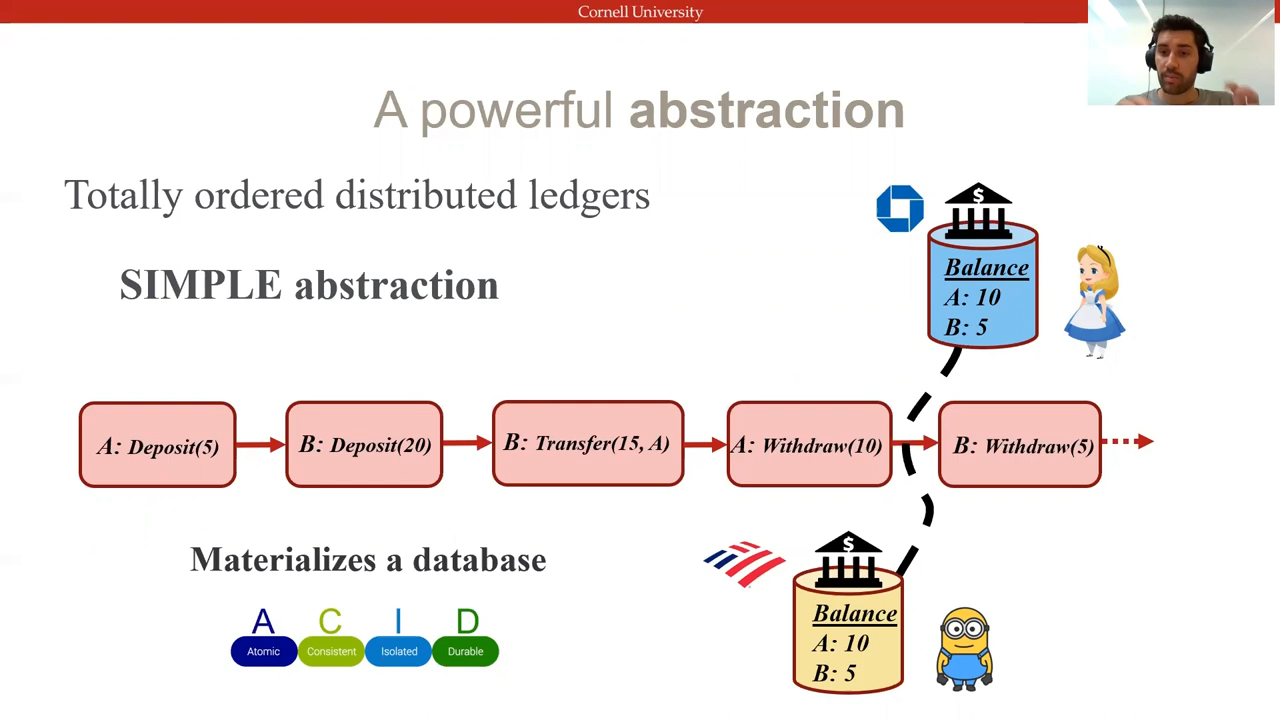 Cornell University
A powerful abstraction
Totally ordered distributed ledgers
SIMPLE abstraction
$
Balance
A: 10
B: 5
A: Deposit(5)
B: Deposit(20)
B: Transfer(15, A)
A: Withdraw(10)
B: Withdraw(5)
Materializes a database
A C I D
Atomic Consistent Isolated Durable
$
Balance
A: 10
B: 5